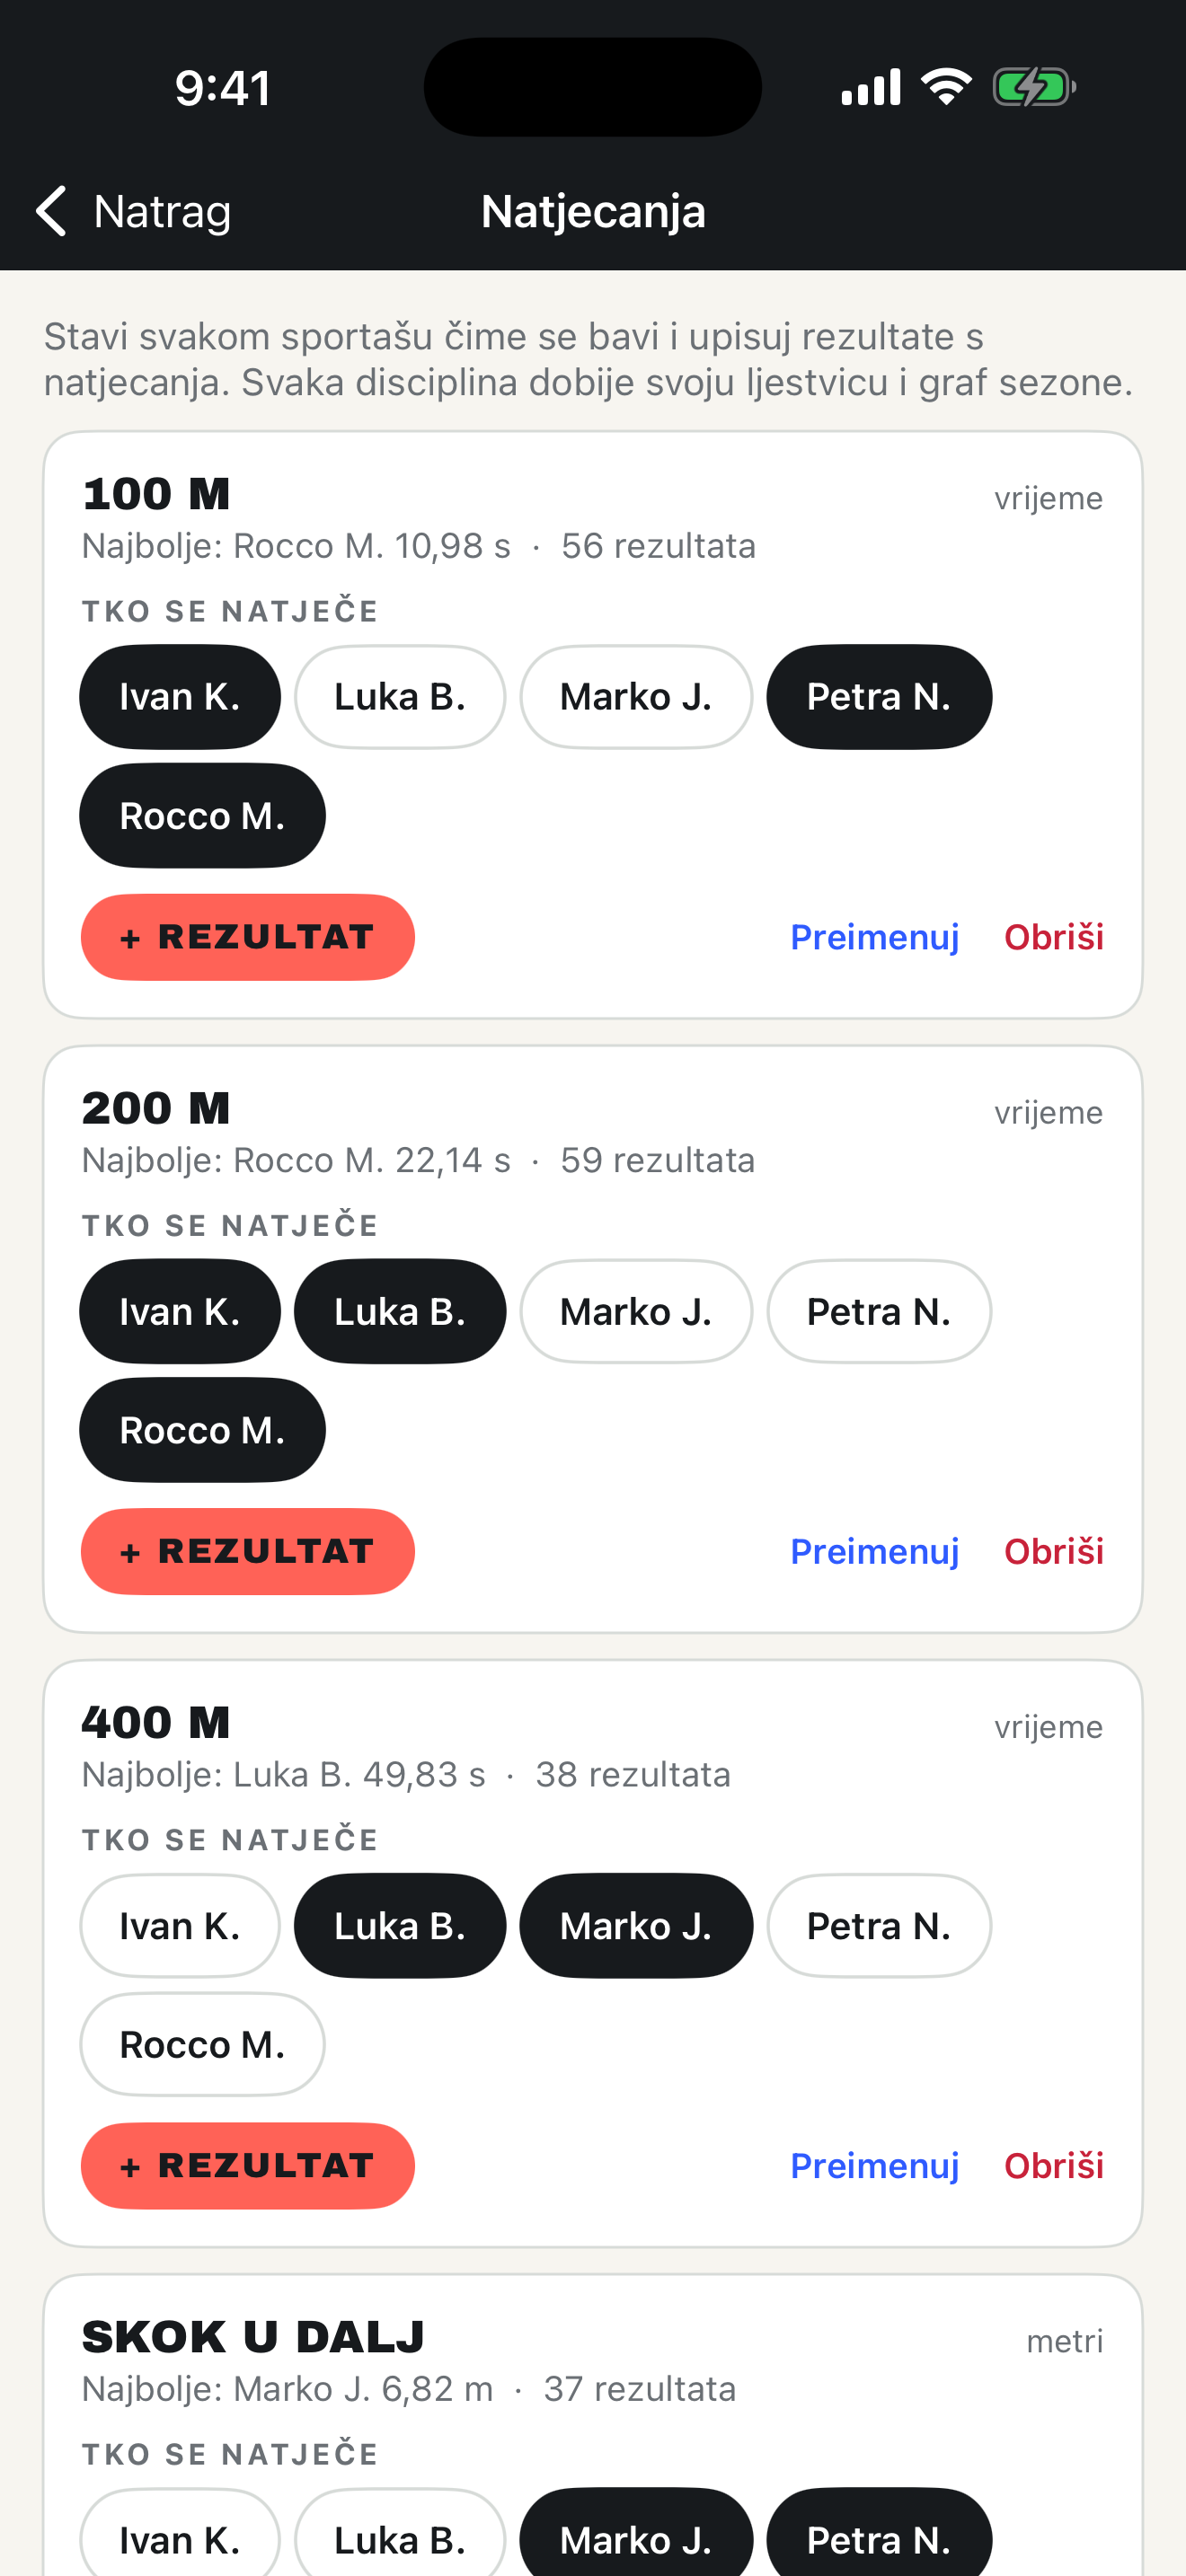 9:41
Natrag
Natjecanja
Stavi svakom sportašu čime se bavi i upisuj rezultate s
natjecanja. Svaka disciplina dobije svoju ljestvicu i graf sezone.
100 M
vrijeme
Najbolje: Rocco M. 10,98 s · 56 rezultata
TKO SE NATJEČE
Ivan K. Luka B. Marko J. Petra N.
Rocco M.
+ REZULTAT Preimenuj Obriši
200 M
vrijeme
Najbolje: Rocco M. 22,14 s · 59 rezultata
TKO SE NATJEČE
Ivan K. Luka B. Marko J. Petra N.
Rocco M.
+ REZULTAT Preimenuj Obriši
400 M
vrijeme
Najbolje: Luka B. 49,83 s · 38 rezultata
TKO SE NATJEČE
Ivan K. Luka B. Marko J. Petra N.
Rocco M.
+ REZULTAT Preimenuj Obriši
SKOK U DALJ
metri
Najbolje: Marko J. 6,82 m · 37 rezultata
TKO SE NATJEČE
Ivan K. Luka B. Marko J. Petra N.